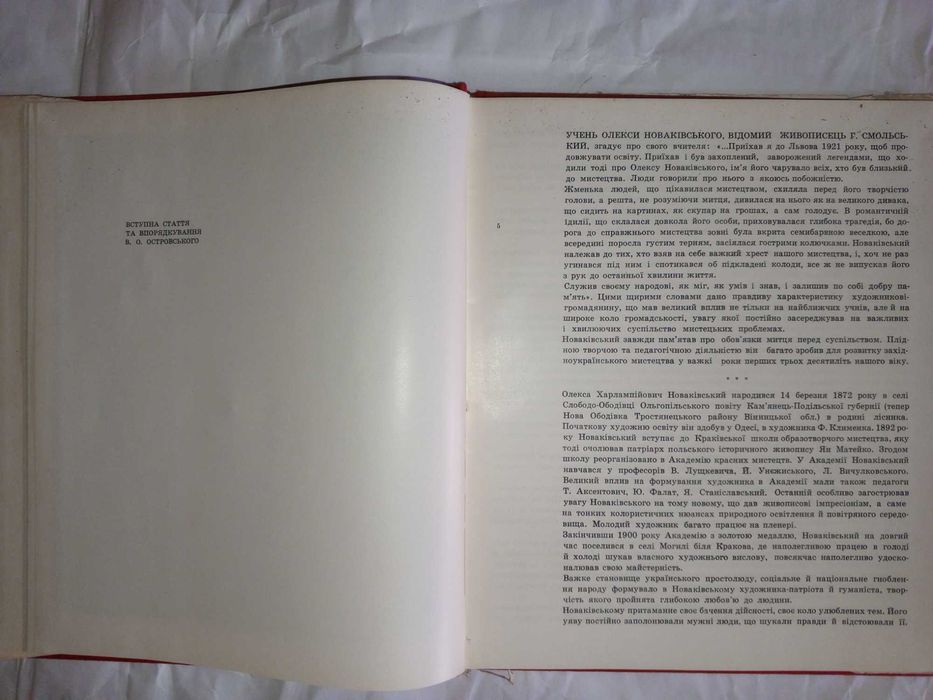 ВСТУПНА СТАТТЯ
ТА ВПОРЯДКУВАННЯ
В. О. ОСТРОВСЬКОГО
5
УЧЕНЬ ОЛЕКСИ НОВАКІВСЬКОГО, ВІДОМИЙ ЖИВОПИСЕЦЬ Г. СМОЛЬСЬ-
КИЙ, згадує про свого вчителя: «...Приїхав я до Львова 1921 року, щоб про-
довжувати освіту. Приїхав і був захоплений, заворожений легендами, що хо-
дили тоді про Олексу Новаківського, ім'я його чарувало всіх, хто був близький
до мистецтва. Люди говорили про нього з якоюсь побожністю.
Жменька людей, що цікавилася мистецтвом, схиляла перед його творчістю
голови, а решта, не розуміючи митця, дивилася на нього як на великого дивака,
що сидить на картинах, як скупар на грошах, а сам голодує. В романтичній
ідилії, що склалася довкола його особи, приховувалася глибока трагедія, бо до-
рога до справжнього мистецтва зовні була вкрита семибарвною веселкою, але
всередині поросла густим терням, засіялася гострими колючками. Новаківський
належав до тих, хто взяв на себе важкий хрест нашого мистецтва, і, хоч не раз
угинався під ним і спотикався об підкладені колоди, все ж не випускав його
з рук до останньої хвилини життя.
Служив своєму народові, як міг, як умів і знав, і залишив по собі добру па-
м'ять». Цими щирими словами дано правдиву характеристику художникові-
громадянину, що мав великий вплив не тільки на найближчих учнів, але й на
широке коло громадськості, увагу якої постійно засереджував на важливих
і хвилюючих суспільство мистецьких проблемах.
Новаківський завжди пам'ятав про обов'язки митця перед суспільством. Плід-
ною творчою та педагогічною діяльністю він багато зробив для розвитку захід-
ноукраїнського мистецтва у важкі роки перших трьох десятиліть нашого віку.
* * *
Олекса Харлампійович Новаківський народився 14 березня 1872 року в селі
Слободо-Ободівці Ольгопільського повіту Кам'янець-Подільської губернії (тепер
Нова Ободівка Тростянецького району Вінницької обл.) в родині лісника.
Початкову художню освіту він здобув у Одесі, в художника Ф. Клименка. 1892 ро-
ку Новаківський вступає до Краківської школи образотворчого мистецтва, яку
тоді очолював патріарх польського історичного живопису Ян Матейко. Згодом
школу реорганізовано в Академію красних мистецтв. У Академії Новаківський
навчався у професорів В. Лущкевича, Й. Унежиського, Л. Вичулковського.
Великий вплив на формування художника в Академії мали також педагоги
Т. Аксентович, Ю. Фалат, Я. Станіславський. Останній особливо загострював
увагу Новаківського на тому новому, що дав живописові імпресіонізм, а саме
на тонких колористичних нюансах природного освітлення й повітряного середо-
вища. Молодий художник багато працює на пленері.
Закінчивши 1900 року Академію з золотою медаллю, Новаківський на довгий
час поселився в селі Могилі біля Кракова, де наполегливою працею в голоді
й холоді шукав власного художнього вислову, повсякчас наполегливо удоско-
налював свою майстерність.
Важке становище українського простолюду, соціальне й національне гноблен-
ня народу формувало в Новаківському художника-патріота й гуманіста, твор-
чість якого пройнята глибокою любов'ю до людини.
Новаківському притаманне своє бачення дійсності, своє коло улюблених тем. Його
уяву постійно заполонювали мужні люди, що шукали правди й відстоювали її.